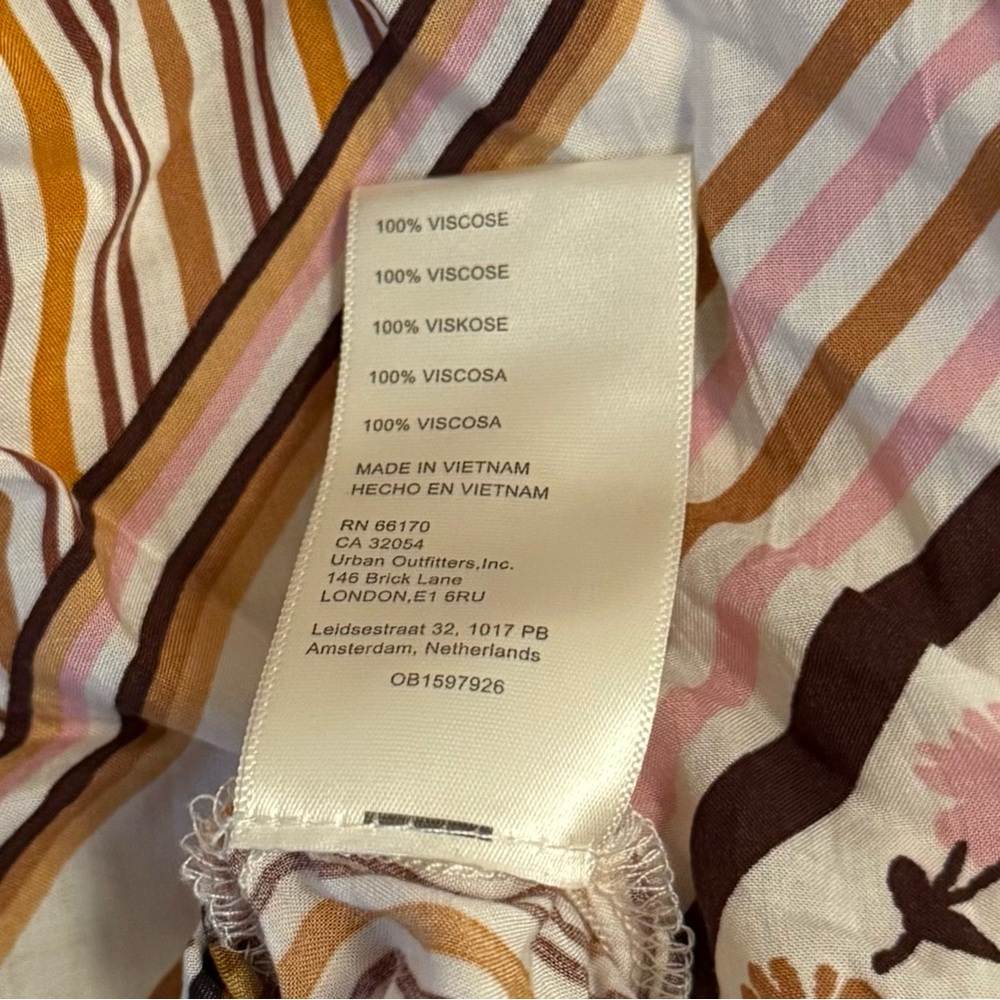 100% VISCOSE
100% VISCOSE
100% VISKOSE
100% VISCOSA
100% VISCOSA
MADE IN VIETNAM
HECHO EN VIETNAM
RN 66170
CA 32054
Urban Outfitters,Inc.
146 Brick Lane
LONDON,E1 6RU
Leidsestraat 32, 1017 PB
Amsterdam, Netherlands
OB1597926